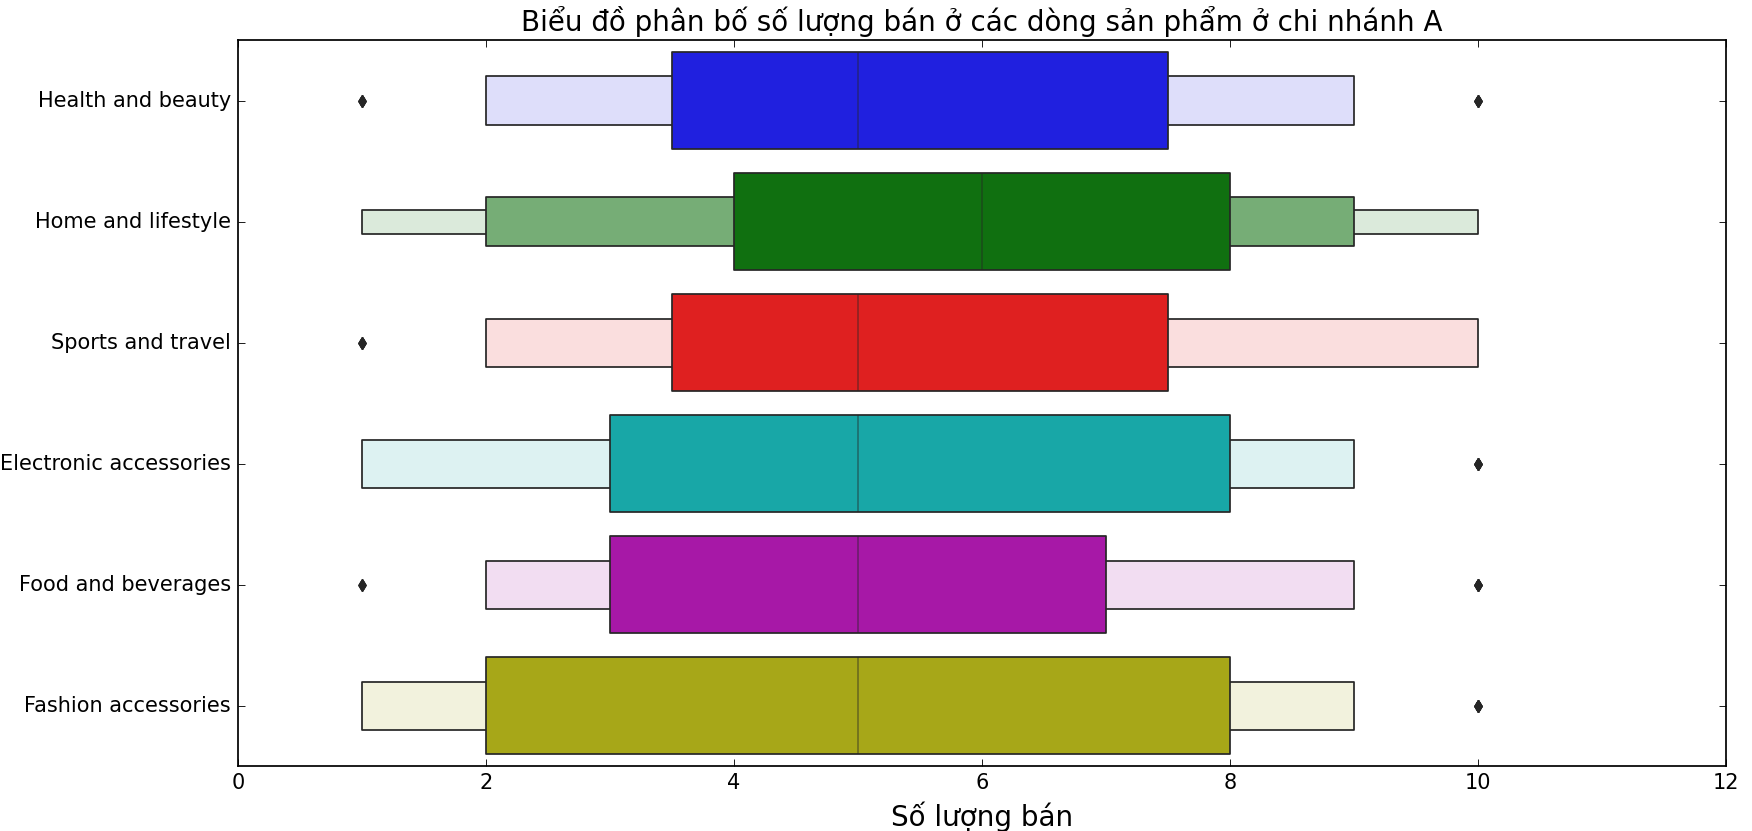 Biểu đồ phân bố số lượng bán ở các dòng sản phẩm ở chi nhánh A
Health and beauty
Home and lifestyle
Sports and travel
Electronic accessories
Food and beverages
Fashion accessories
0 2 4 6 8 10 12
Số lượng bán